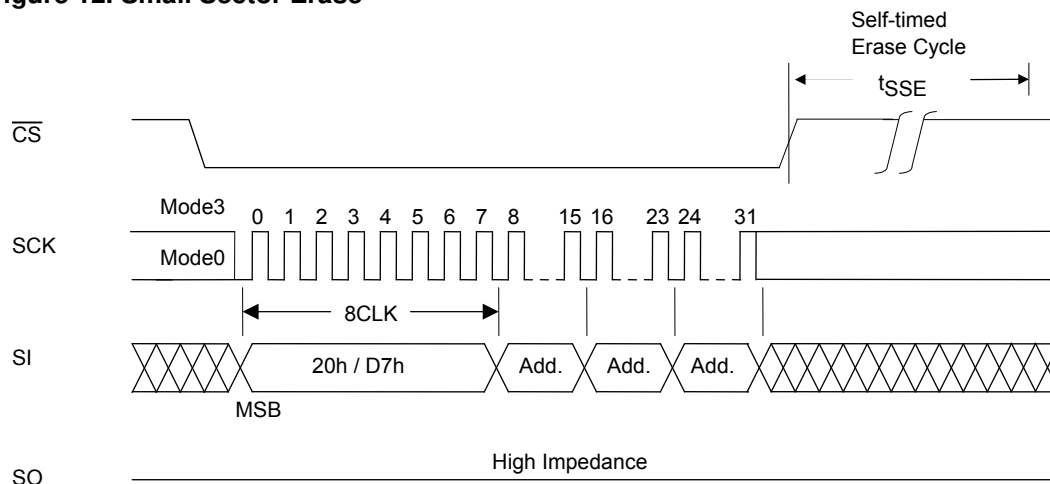 Figure 12. Small Sector Erase
Self-timed
Erase Cycle
tSSE
CS
Mode3
0 1 2 3 4 5 6 7 8 15 16 23 24 31
SCK
Mode0
8CLK
SI
20h / D7h Add. Add. Add.
MSB
High Impedance
SO